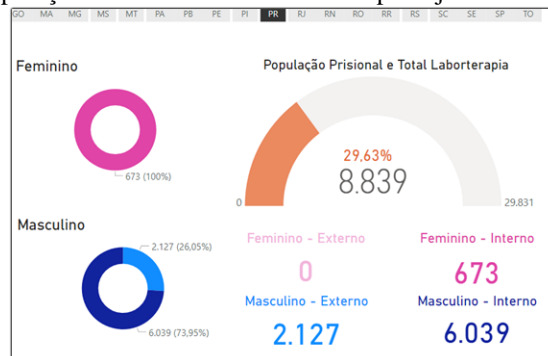 GO MA MG MS MT PA PB PE PI PR RJ RN RO RR RS SC SE SP TO
Feminino
673 (100%)
População Prisional e Total Laborterapia
29,63%
8.839
0
29.831
Masculino
2.127 (26,05%)
6.039 (73,95%)
Feminino - Externo
0
Feminino - Interno
673
Masculino - Externo
2.127
Masculino - Interno
6.039